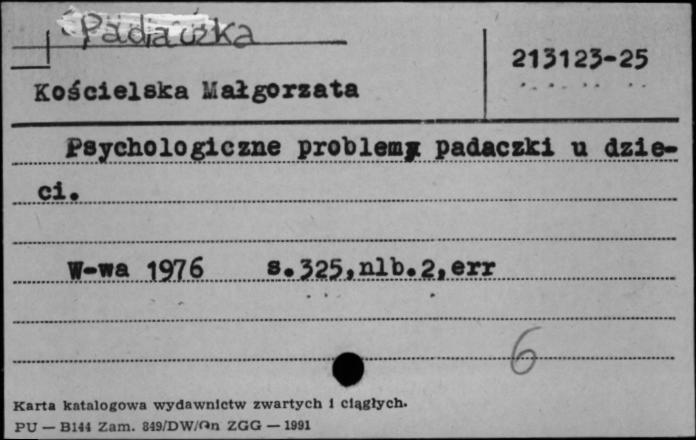 Padaczka
213123-25
Kościelska Małgorzata
Psychologiczne problemy padaczki u dzie-
ci.
W-wa 1976 s.325,nlb.2,err
6
Karta katalogowa wydawnictw zwartych i ciągłych.
PU — B144 Zam. 849/DW/On ZGG — 1991